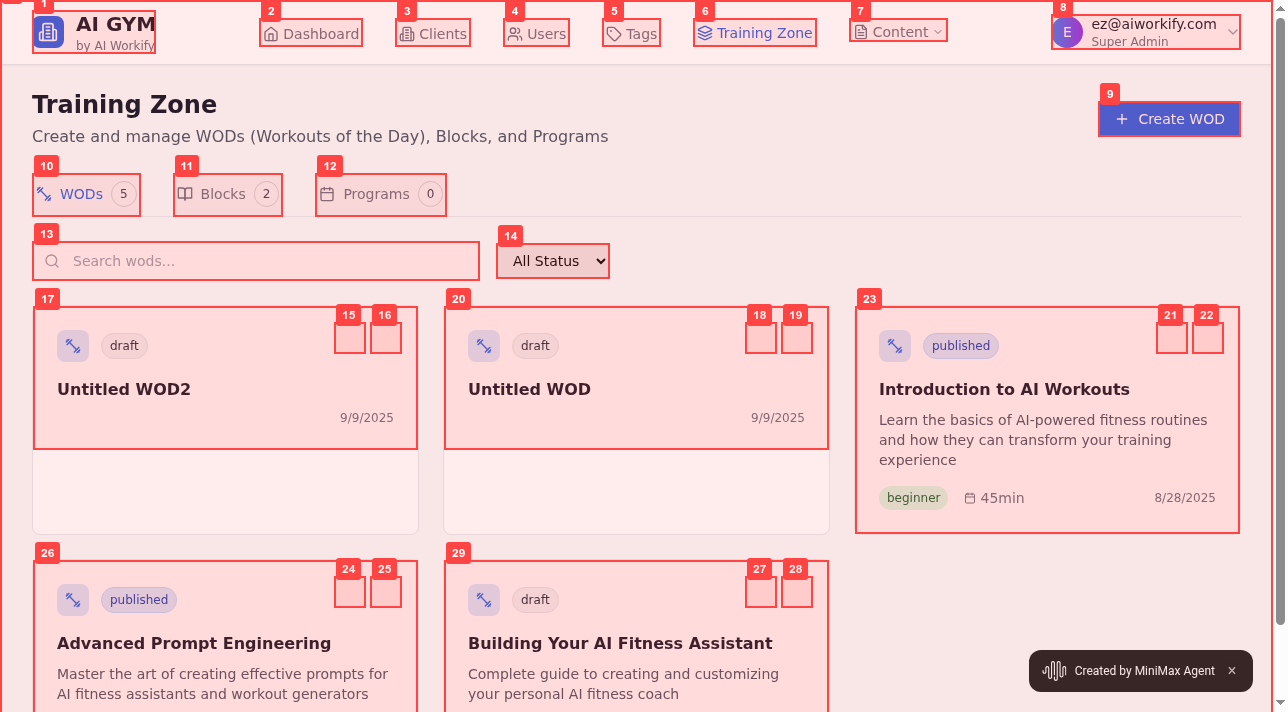 1
AI GYM
by AI Workify
2
Dashboard
3
Clients
4
Users
5
Tags
6
Training Zone
7
Content
8
E
ez@aiworkify.com
Super Admin
Training Zone
Create and manage WODs (Workouts of the Day), Blocks, and Programs
9
Create WOD
10
WODs 5
11
Blocks 2
12
Programs 0
13
Search wods...
14
All Status
17
15
16
draft
Untitled WOD2
9/9/2025
20
18
19
draft
Untitled WOD
9/9/2025
23
21
22
published
Introduction to AI Workouts
Learn the basics of AI-powered fitness routines
and how they can transform your training
experience
beginner
45min
8/28/2025
26
24
25
published
Advanced Prompt Engineering
Master the art of creating effective prompts for
AI fitness assistants and workout generators
29
27
28
draft
Building Your AI Fitness Assistant
Complete guide to creating and customizing
your personal AI fitness coach
Created by MiniMax Agent ×